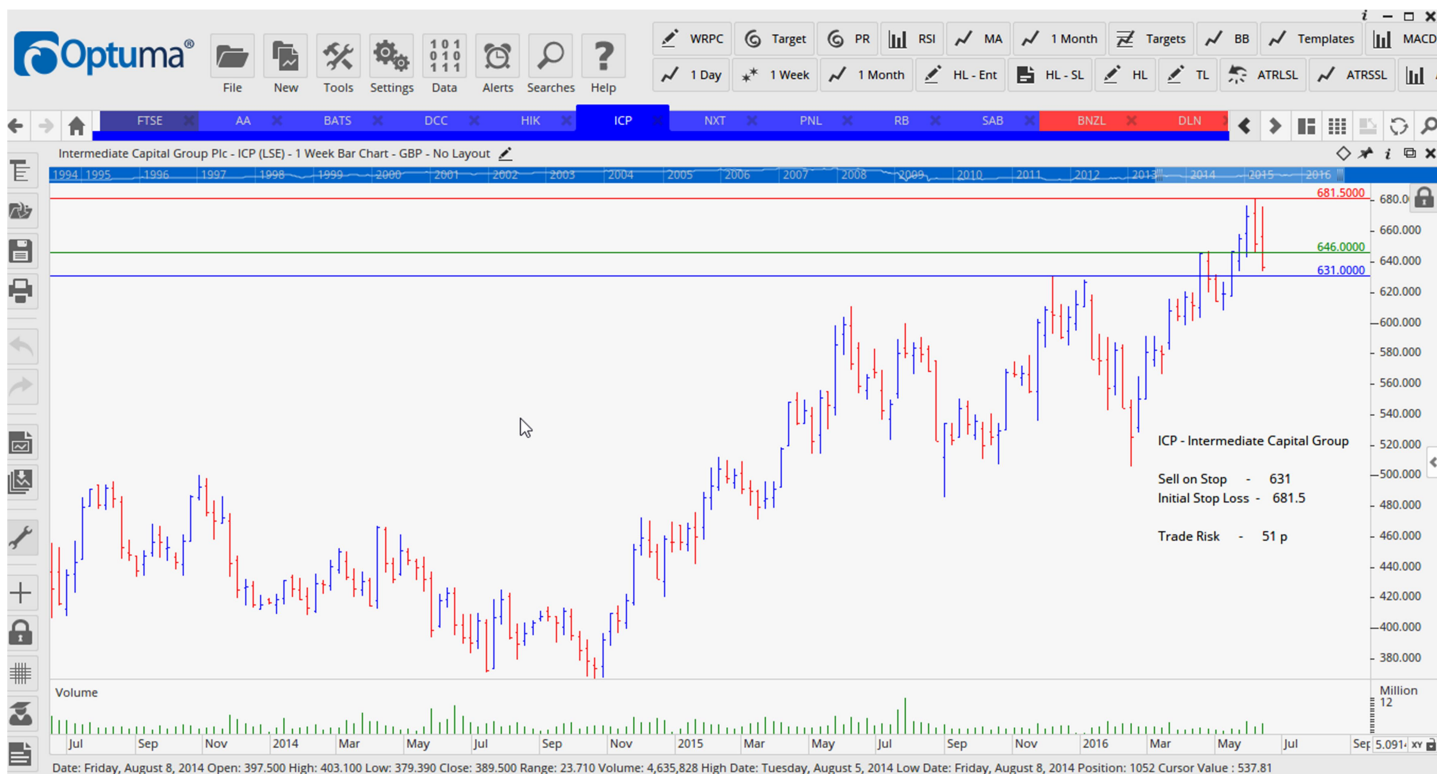 Optuma®
File
New
Tools
Settings
Data
Alerts
Searches
Help
WRPC
Target
PR
RSI
MA
1 Month
Targets
BB
Templates
MACD
1 Day
1 Week
1 Month
HL - Ent
HL - SL
HL
TL
ATRLSL
ATRSSL
FTSE
AA
BATS
DCC
HIK
ICP
NXT
PNL
RB
SAB
BNZL
DLN
Intermediate Capital Group Plc - ICP (LSE) - 1 Week Bar Chart - GBP - No Layout
1994 1995 1996 1997 1998 1999 2000 2001 2002 2003 2004 2005 2006 2007 2008 2009 2010 2011 2012 2013 2014 2015 2016
681.5000
646.0000
631.0000
680.0
660.000
640.000
620.000
600.000
580.000
560.000
540.000
520.000
500.000
480.000
460.000
440.000
420.000
400.000
380.000
ICP - Intermediate Capital Group
Sell on Stop - 631
Initial Stop Loss - 681.5
Trade Risk - 51 p
Volume
Million
12
Jul Sep Nov 2014 Mar May Jul Sep Nov 2015 Mar May Jul Sep Nov 2016 Mar May Jul Sep 5.091 XY
Date: Friday, August 8, 2014 Open: 397.500 High: 403.100 Low: 379.390 Close: 389.500 Range: 23.710 Volume: 4,635,828 High Date: Tuesday, August 5, 2014 Low Date: Friday, August 8, 2014 Position: 1052 Cursor Value : 537.81